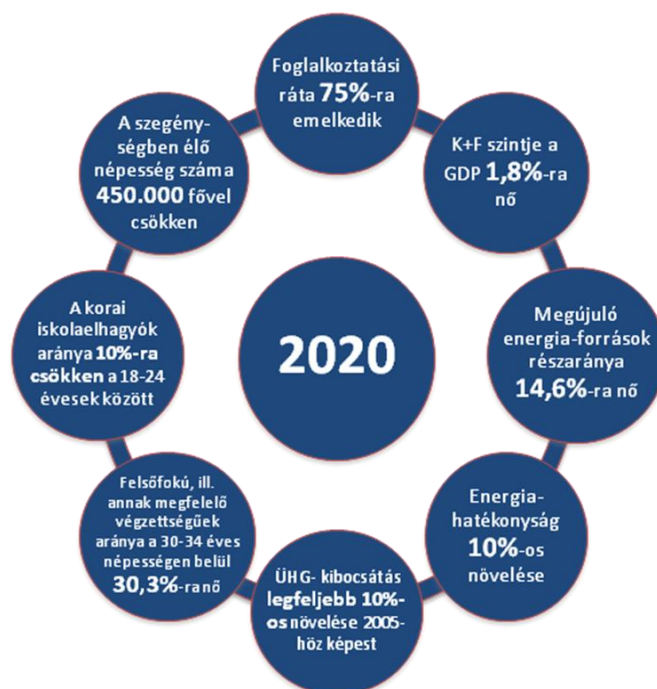 Foglalkoztatási
ráta 75%-ra
emelkedik
K+F szintje a
GDP 1,8%-ra
nő
Megújuló
energia-források
részaránya
14,6%-ra nő
Energia-
hatékonyság
10%-os
növelése
ÜHG- kibocsátás
legfeljebb 10%-
os növelése 2005-
höz képest
Felsőfokú, ill.
annak megfelelő
végzettségűek
aránya a 30-34 éves
népességen belül
30,3%-ra nő
A korai
iskolaelhagyók
aránya 10%-ra
csökken a 18-24
évesek között
A szegény-
ségben élő
népesség száma
450.000 fővel
csökken
2020